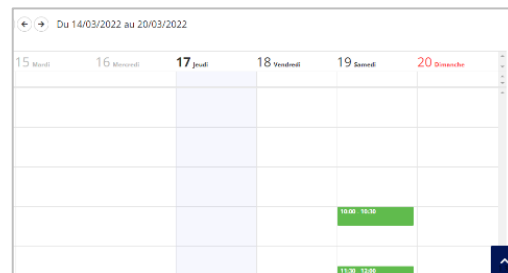 Du 14/03/2022 au 20/03/2022
15 Mardi 16 Mercredi 17 Jeudi 18 Vendredi 19 Samedi 20 Dimanche
10:00 10:30
11:30 12:00